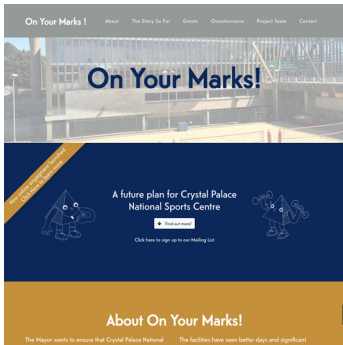 On Your Marks !
About
The Story So Far
Events
Questionnaire
Project Team
Contact
On Your Marks!
A future plan for Crystal Palace
National Sports Centre
Find out more!
Click here to sign up to our Mailing List
About On Your Marks!
The Mayor wants to ensure that Crystal Palace National
The facilities have seen better days and significant